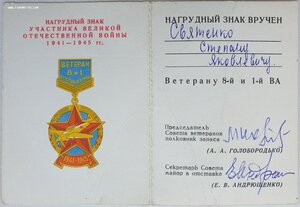 НАГРУДНЫЙ ЗНАК
УЧАСТНИКА ВЕЛИКОЙ
ОТЕЧЕСТВЕННОЙ ВОЙНЫ
1941—1945 гг.
ВЕТЕРАН
8 и 1
1941-1945
НАГРУДНЫЙ ЗНАК ВРУЧЕН
Святенко
Степану
Яковлевичу.
Ветерану 8-й и 1-й ВА
Председатель
Совета ветеранов
полковник запаса
(А. А. ГОЛОБОРОДЬКО)
Секретарь Совета
майор в отставке
(Е. В. АНДРЮЩЕНКО)